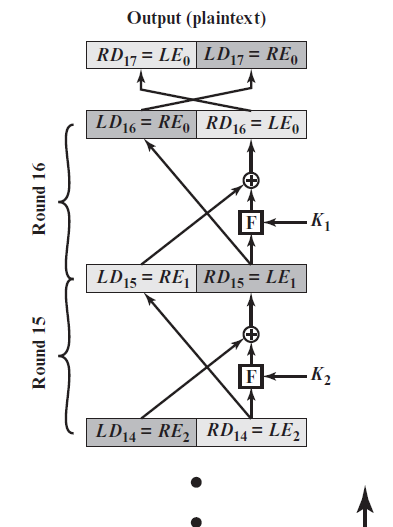 Output (plaintext)
RD₁₇ = LE₀ LD₁₇ = RE₀
LD₁₆ = RE₀ RD₁₆ = LE₀
Round 16
F K₁
LD₁₅ = RE₁ RD₁₅ = LE₁
Round 15
F K₂
LD₁₄ = RE₂ RD₁₄ = LE₂